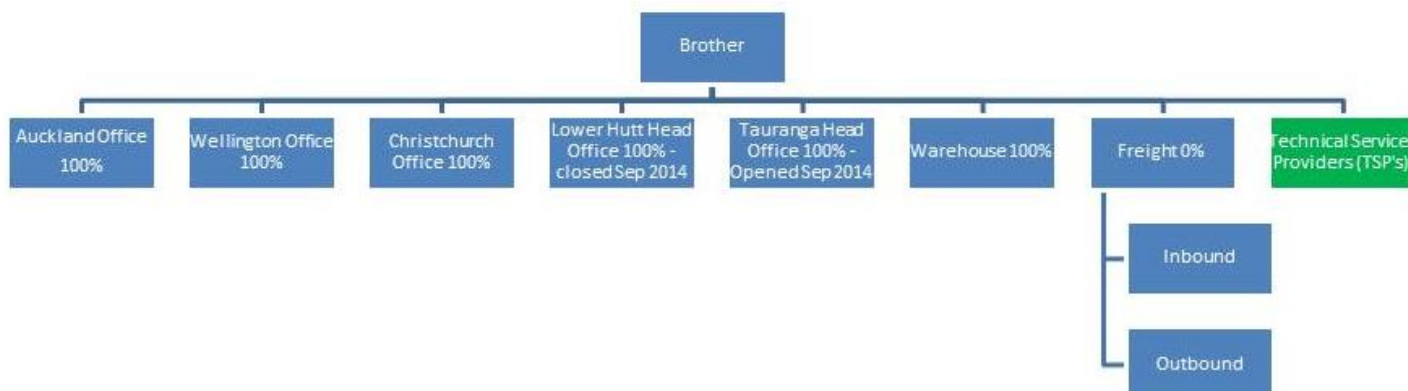 Brother
Auckland Office
100%
Wellington Office
100%
Christchurch
Office 100%
Lower Hutt Head
Office 100% -
closed Sep 2014
Tauranga Head
Office 100% -
Opened Sep 2014
Warehouse 100%
Freight 0%
Technical Service
Providers (TSP's)
Inbound
Outbound